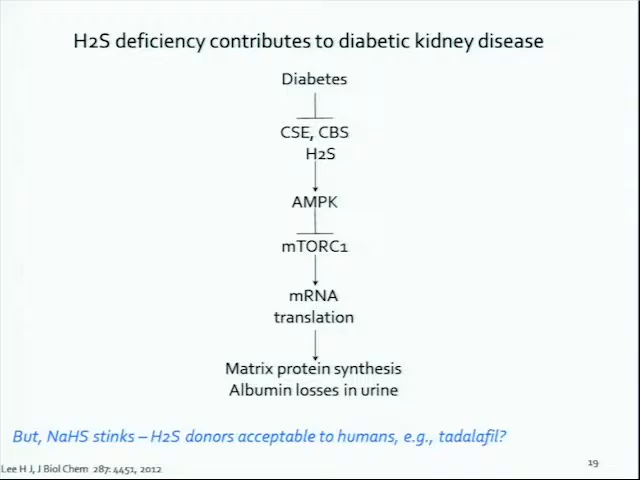 H2S deficiency contributes to diabetic kidney disease
Diabetes
CSE, CBS
H2S
AMPK
mTORC1
mRNA
translation
Matrix protein synthesis
Albumin losses in urine
But, NaHS stinks – H2S donors acceptable to humans, e.g., tadalafil?
Lee H J, J Biol Chem 287: 4451, 2012
19